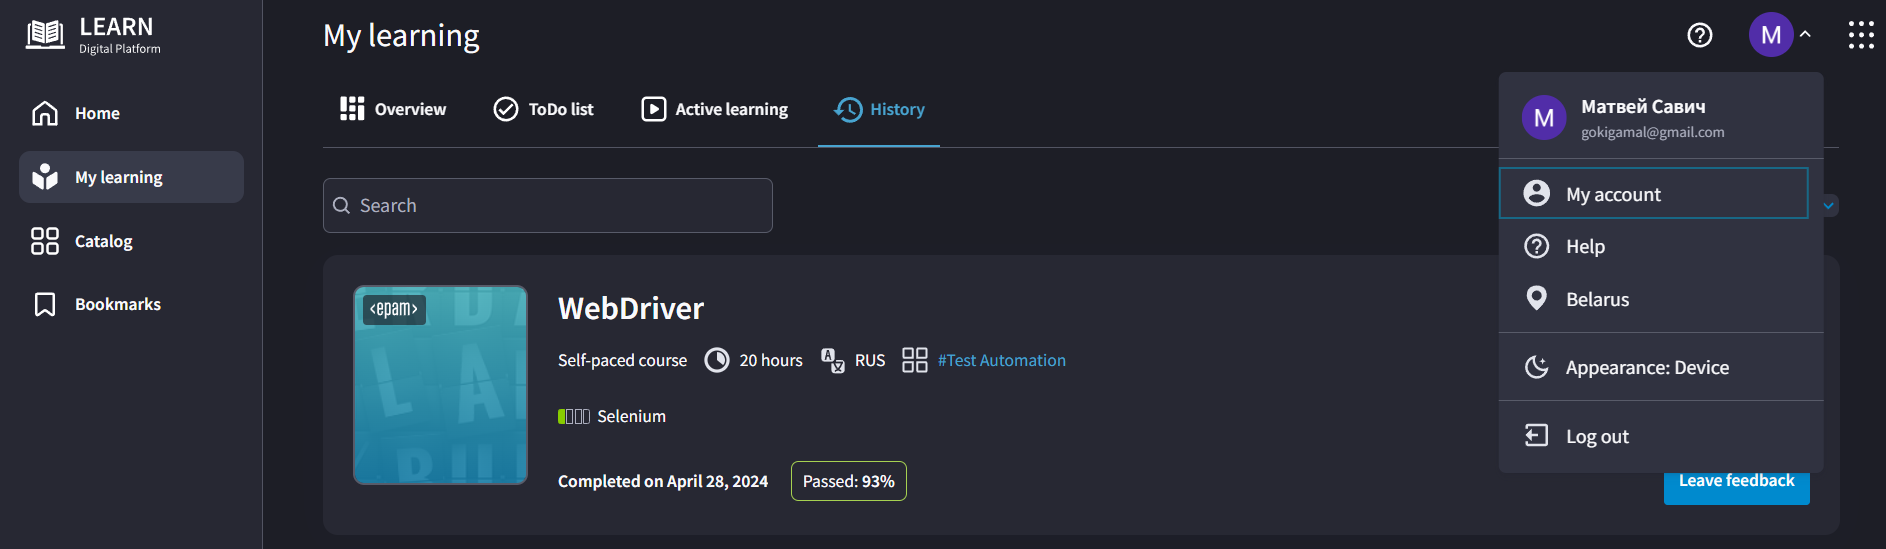 LEARN
Digital Platform
Home
My learning
Catalog
Bookmarks
My learning
Overview
ToDo list
Active learning
History
Search
<epam>
WebDriver
Self-paced course 20 hours RUS #Test Automation
Selenium
Completed on April 28, 2024 Passed: 93%
Leave feedback
M
M
Матвей Савич
gokigamal@gmail.com
My account
Help
Belarus
Appearance: Device
Log out